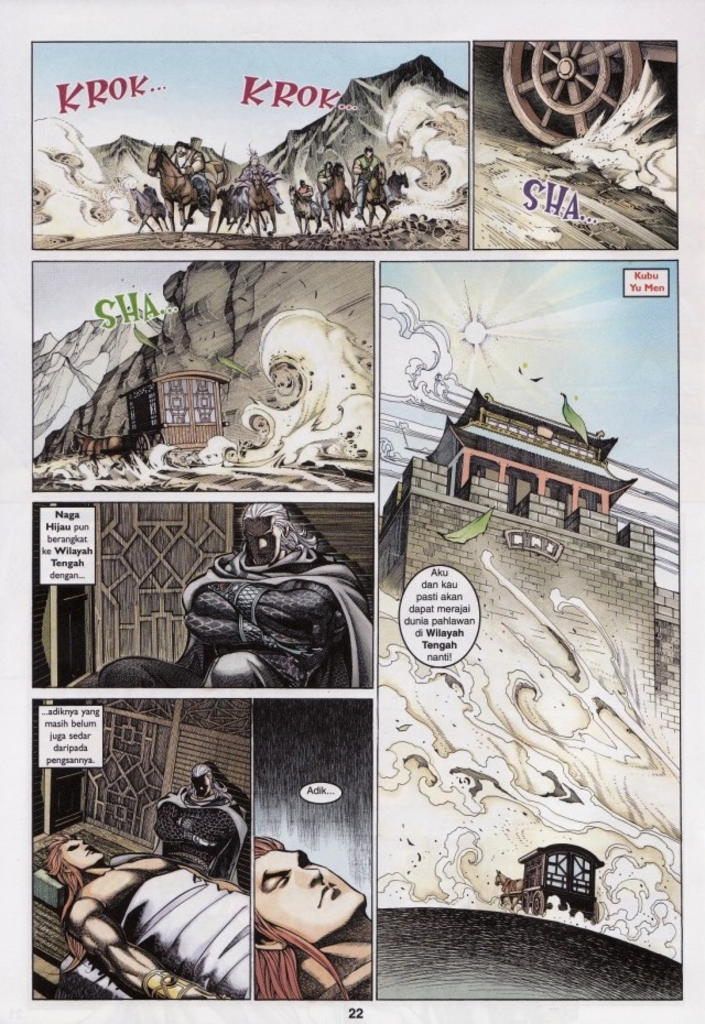 KROK...
KROK...
SHA...
SHA...
Kubu
Yu Men
Naga
Hijau pun
berangkat
ke Wilayah
Tengah
dengan...
...adiknya yang
masih belum
juga sedar
daripada
pengsannya.
Adik...
Aku
dan kau
pasti akan
dapat merajai
dunia pahlawan
di Wilayah
Tengah
nanti!
22